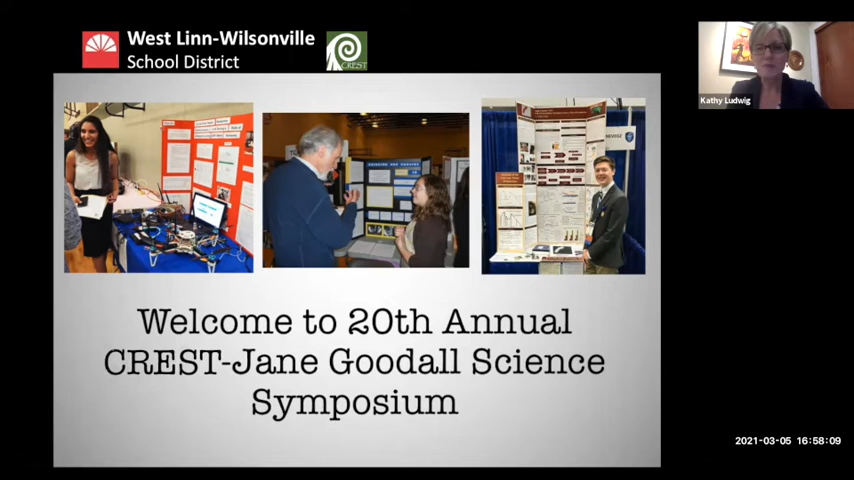 West Linn-Wilsonville
School District
CREST
Kathy Ludwig
Welcome to 20th Annual
CREST-Jane Goodall Science
Symposium
2021-03-05 16:58:09